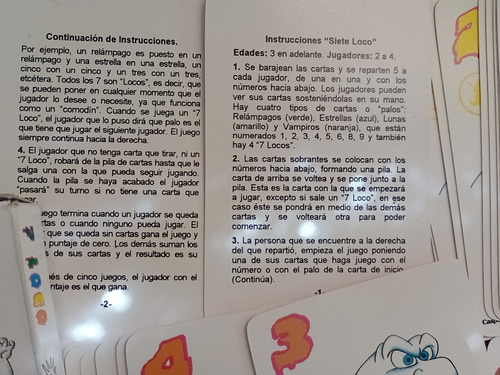 Continuación de Instrucciones.
Por ejemplo, un relámpago es puesto en un
relámpago y una estrella en una estrella, un
cinco con un cinco y un tres con un tres,
etcétera. Todos los 7 son "Locos", es decir, que
se pueden poner en cualquier momento que el
jugador lo desee o necesite, ya que funciona
como un "comodín". Cuando se juega un "7
Loco", el jugador que lo puso dirá que palo es el
que tiene que jugar el siguiente jugador. El juego
siempre continua hacia la derecha.
4. El jugador que no tenga carta que tirar, ni un
"7 Loco", robará de la pila de cartas hasta que le
salga una con la que pueda seguir jugando.
Cuando la pila se haya acabado el jugador
"pasará" su turno si no tiene una carta que
uego termina cuando un jugador se queda
rtas o cuando ninguno pueda jugar. El
que se queda sin cartas gana el juego y
puntaje de cero. Los demás suman los
s de sus cartas y el resultado es su
és de cinco juegos, el jugador con el
ntaje es el que gana.
-2-
Instrucciones "Siete Loco"
Edades: 3 en adelante. Jugadores: 2 a 4.
1. Se barajean las cartas y se reparten 5 a
cada jugador, de una en una y con los
números hacia abajo. Los jugadores pueden
ver sus cartas sosteniéndolas en su mano.
Hay cuatro tipos de cartas o "palos":
Relámpagos (verde), Estrellas (azul), Lunas
(amarillo) y Vampiros (naranja), que están
numerados 1, 2, 3, 4, 5, 6, 8, 9 y también
hay 4 "7 Locos".
2. Las cartas sobrantes se colocan con los
números hacia abajo, formando una pila. La
carta de arriba se voltea y se pone junto a la
pila. Esta es la carta con la que se empezará
a jugar, excepto si sale un "7 Loco", en ese
caso éste se pondrá en medio de las demás
cartas y se volteará otra para poder
comenzar.
3. La persona que se encuentre a la derecha
del que repartió, empieza el juego poniendo
una de sus cartas que haga juego con el
número o con el palo de la carta de inicio
(Continúa).
-1-
4
3